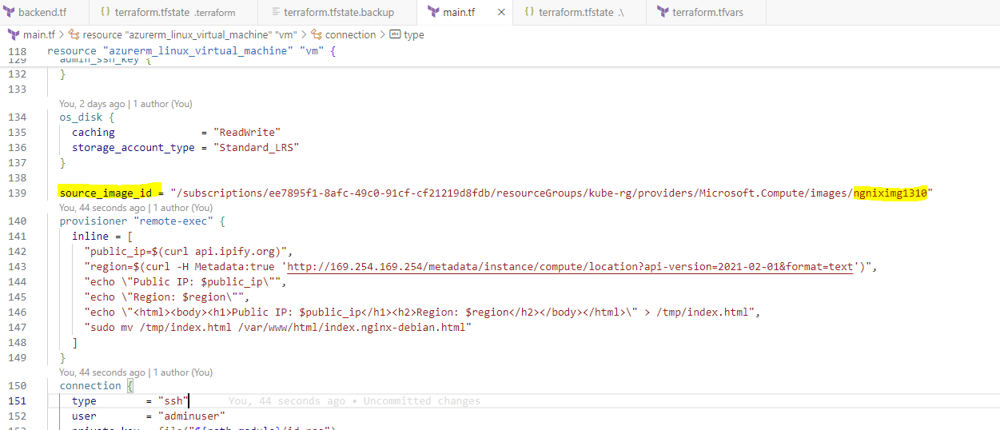 backend.tf terraform.tfstate .terraform terraform.tfstate.backup main.tf terraform.tfstate .\ terraform.tfvars
main.tf > resource "azurerm_linux_virtual_machine" "vm" > connection > abc type
118 resource "azurerm_linux_virtual_machine" "vm" {
129 admin_ssh_key {
132 }
133
You, 2 days ago | 1 author (You)
134 os_disk {
135 caching = "ReadWrite"
136 storage_account_type = "Standard_LRS"
137 }
138
139 source_image_id = "/subscriptions/ee7895f1-8afc-49c0-91cf-cf21219d8fdb/resourceGroups/kube-rg/providers/Microsoft.Compute/images/ngniximg1310"
You, 44 seconds ago | 1 author (You)
140 provisioner "remote-exec" {
141 inline = [
142 "public_ip=$(curl api.ipify.org)",
143 "region=$(curl -H Metadata:true 'http://169.254.169.254/metadata/instance/compute/location?api-version=2021-02-01&format=text')",
144 "echo \"Public IP: $public_ip\"",
145 "echo \"Region: $region\"",
146 "echo \"<html><body><h1>Public IP: $public_ip</h1><h2>Region: $region</h2></body></html>\" > /tmp/index.html",
147 "sudo mv /tmp/index.html /var/www/html/index.nginx-debian.html"
148 ]
149 }
You, 44 seconds ago | 1 author (You)
150 connection {
151 type = "ssh" You, 44 seconds ago • Uncommitted changes
152 user = "adminuser"